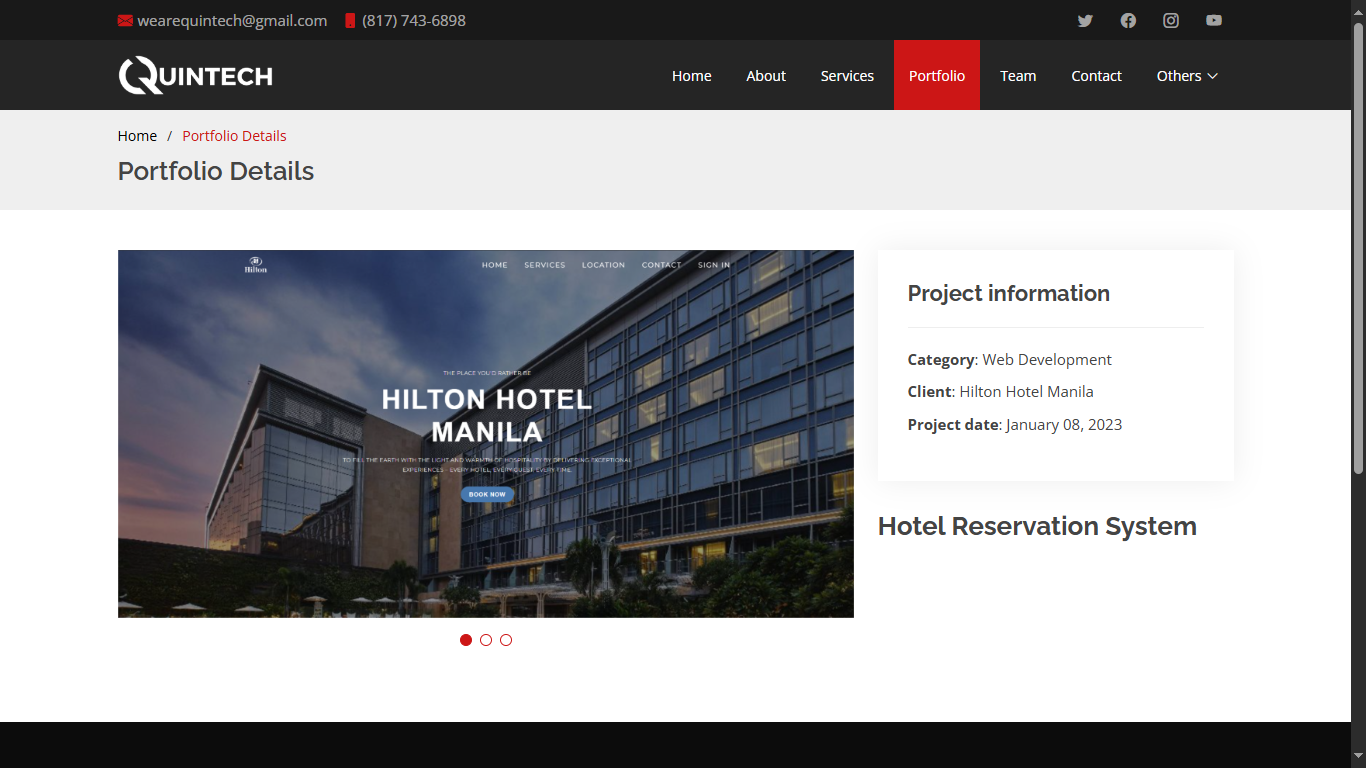 wearequintech@gmail.com (817) 743-6898
QUINTECH Home About Services Portfolio Team Contact Others
Home / Portfolio Details
Portfolio Details
Hilton HOME SERVICES LOCATION CONTACT SIGN IN
THE PLACE YOU'D RATHER BE
HILTON HOTEL
MANILA
TO FILL THE EARTH WITH THE LIGHT AND WARMTH OF HOSPITALITY BY DELIVERING EXCEPTIONAL
EXPERIENCES - EVERY HOTEL, EVERY GUEST, EVERY TIME.
BOOK NOW
Project information
Category: Web Development
Client: Hilton Hotel Manila
Project date: January 08, 2023
Hotel Reservation System